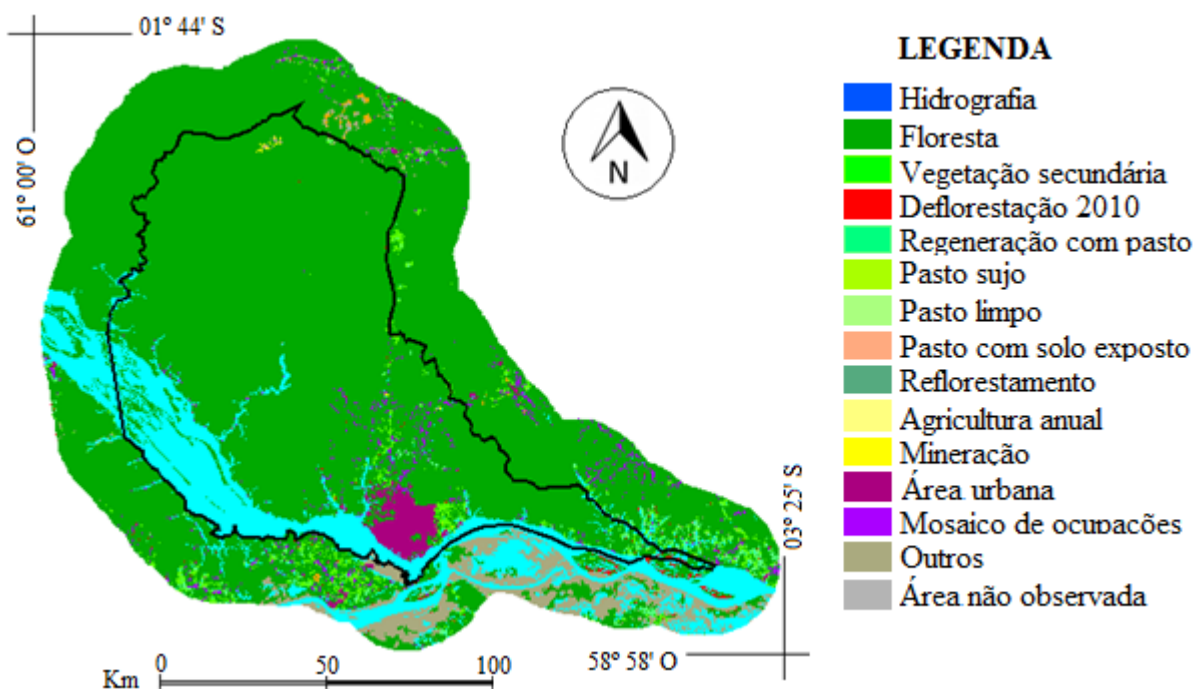 01° 44' S
61° 00' O
N
03° 25' S
58° 58' O
Km 0 50 100
LEGENDA
Hidrografia
Floresta
Vegetação secundária
Deflorestação 2010
Regeneração com pasto
Pasto sujo
Pasto limpo
Pasto com solo exposto
Reflorestamento
Agricultura anual
Mineração
Área urbana
Mosaico de ocupações
Outros
Área não observada